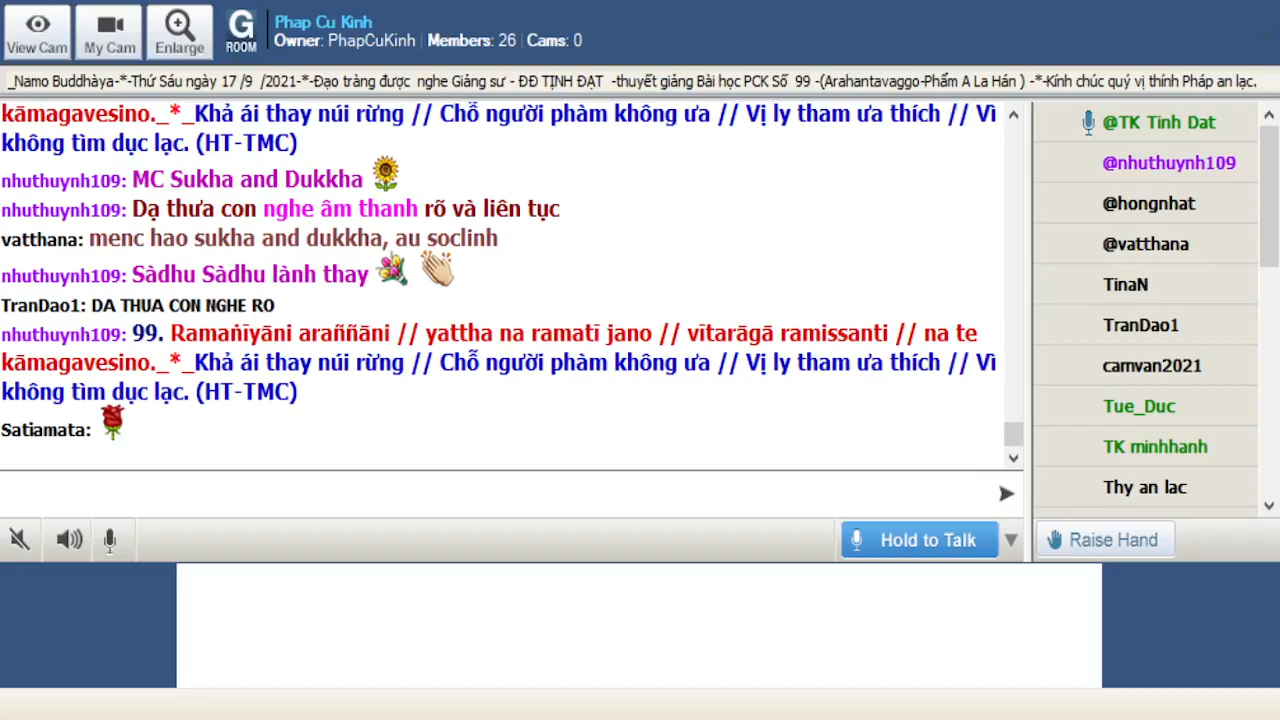 View Cam
My Cam
Enlarge
G
ROOM
Phap Cu Kinh
Owner: PhapCuKinh | Members: 26 | Cams: 0
_Namo Buddhàya-*-Thứ Sáu ngày 17 /9 /2021-*-Đạo tràng được nghe Giảng sư - ĐĐ TỊNH ĐẠT -thuyết giảng Bài học PCK Số 99 -(Arahantavaggo-Phẩm A La Hán ) -*-Kính chúc quý vị thính Pháp an lạc.
kāmagavesino._*_Khả ái thay núi rừng // Chỗ người phàm không ưa // Vị ly tham ưa thích // Vì
không tìm dục lạc. (HT-TMC)
nhuthuynh109: MC Sukha and Dukkha
nhuthuynh109: Dạ thưa con nghe âm thanh rõ và liên tục
vatthana: menc hao sukha and dukkha, au soclinh
nhuthuynh109: Sàdhu Sàdhu lành thay
TranDao1: DA THUA CON NGHE RO
nhuthuynh109: 99. Ramaṅīyāni araññāni // yattha na ramatī jano // vītarāgā ramissanti // na te
kāmagavesino._*_Khả ái thay núi rừng // Chỗ người phàm không ưa // Vị ly tham ưa thích // Vì
không tìm dục lạc. (HT-TMC)
Satiamata:
@TK Tinh Dat
@nhuthuynh109
@hongnhat
@vatthana
TinaN
TranDao1
camvan2021
Tue_Duc
TK minhhanh
Thy an lac
Hold to Talk
Raise Hand